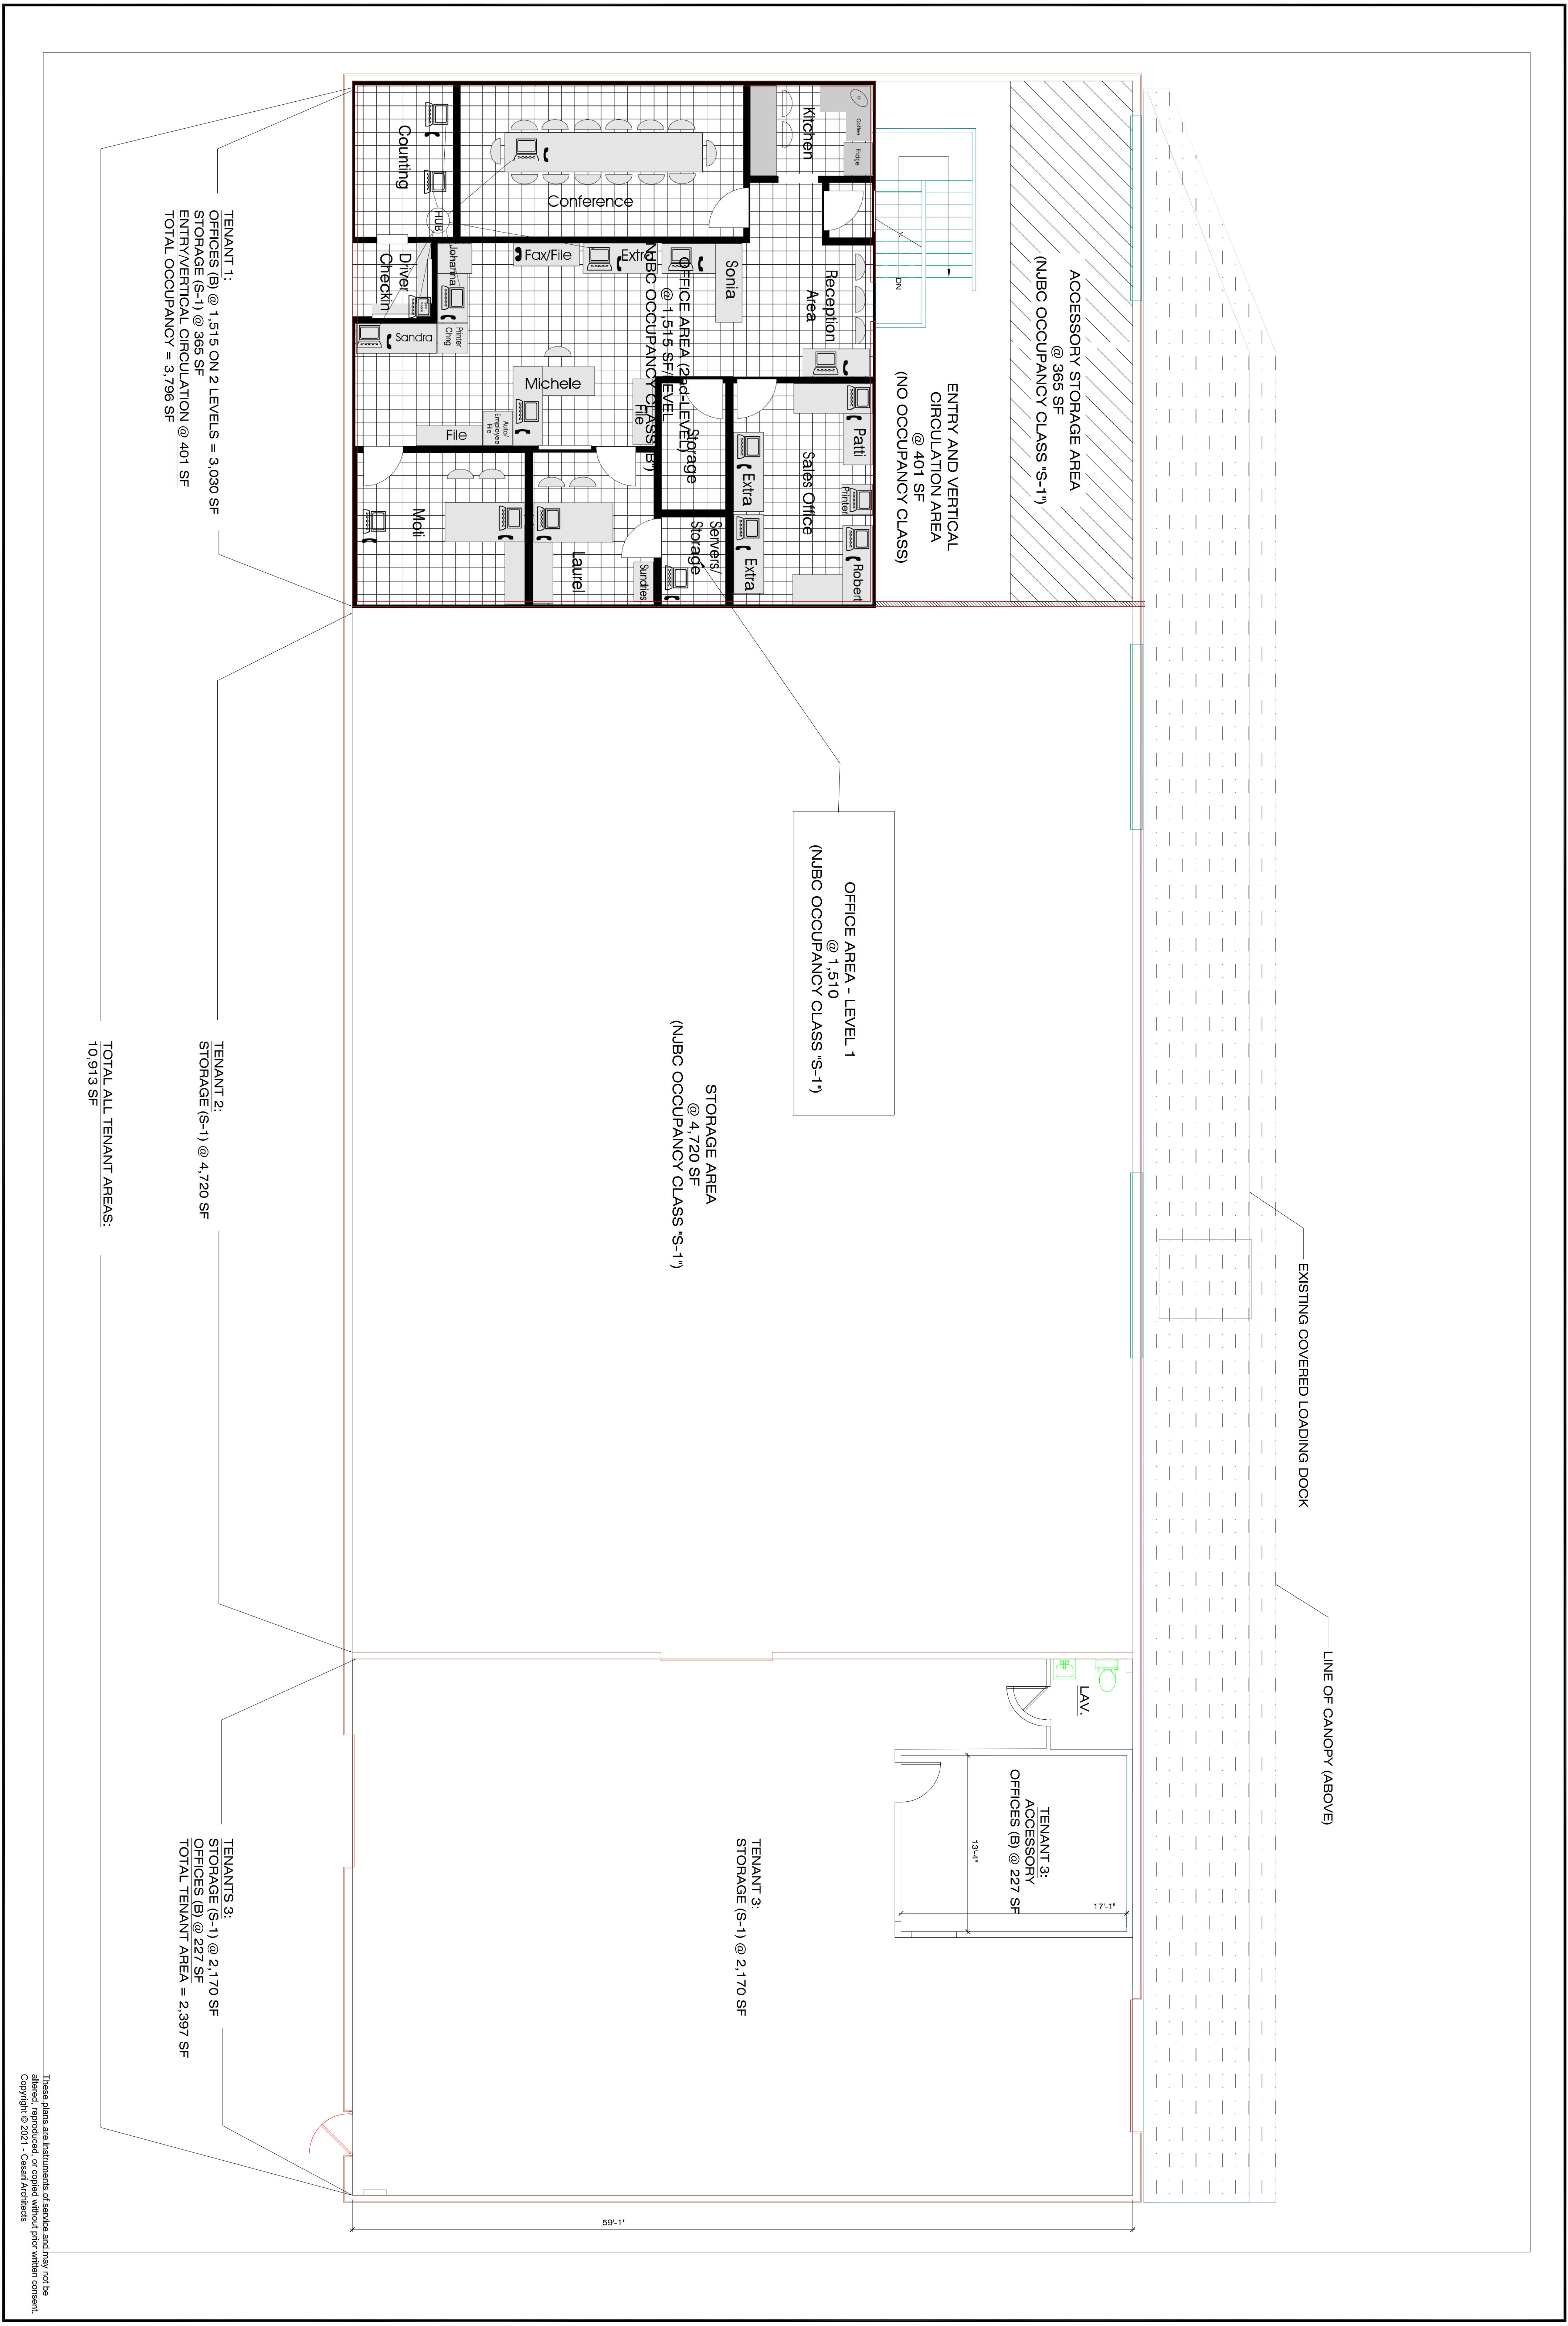 EXISTING COVERED LOADING DOCK
LINE OF CANOPY (ABOVE)
ACCESSORY STORAGE AREA
@ 365 SF
(NJBC OCCUPANCY CLASS "S-1")
ENTRY AND VERTICAL
CIRCULATION AREA
@ 401 SF
(NO OCCUPANCY CLASS)
DN
Kitchen
Coffee
Fridge
Reception
Area
Patti
Printer
Robert
Sales Office
Extra
Extra
Conference
Sonia
Extra
Fax/File
OFFICE AREA (2nd-LEVEL)
@ 1,515 SF/LEVEL
(NJBC OCCUPANCY CLASS "B")
Storage
Servers/
Storage
File
Sundries
Michele
Laurel
Auto/
Employee
File
File
Moti
Counting
HUB
Johanna
Driver
Checkin
Printer
Chng
Sandra
OFFICE AREA - LEVEL 1
@ 1,510
(NJBC OCCUPANCY CLASS "S-1")
STORAGE AREA
@ 4,720 SF
(NJBC OCCUPANCY CLASS "S-1")
LAV.
TENANT 3:
ACCESSORY
OFFICES (B) @ 227 SF
13'-4"
17'-1"
TENANT 3:
STORAGE (S-1) @ 2,170 SF
59'-1"
TENANT 1:
OFFICES (B) @ 1,515 ON 2 LEVELS = 3,030 SF
STORAGE (S-1) @ 365 SF
ENTRY/VERTICAL CIRCULATION @ 401 SF
TOTAL OCCUPANCY = 3,796 SF
TENANT 2:
STORAGE (S-1) @ 4,720 SF
TENANTS 3:
STORAGE (S-1) @ 2,170 SF
OFFICES (B) @ 227 SF
TOTAL TENANT AREA = 2,397 SF
TOTAL ALL TENANT AREAS:
10,913 SF
These plans are instruments of service and may not be
altered, reproduced, or copied without prior written consent.
Copyright © 2021 - Cesari Architects